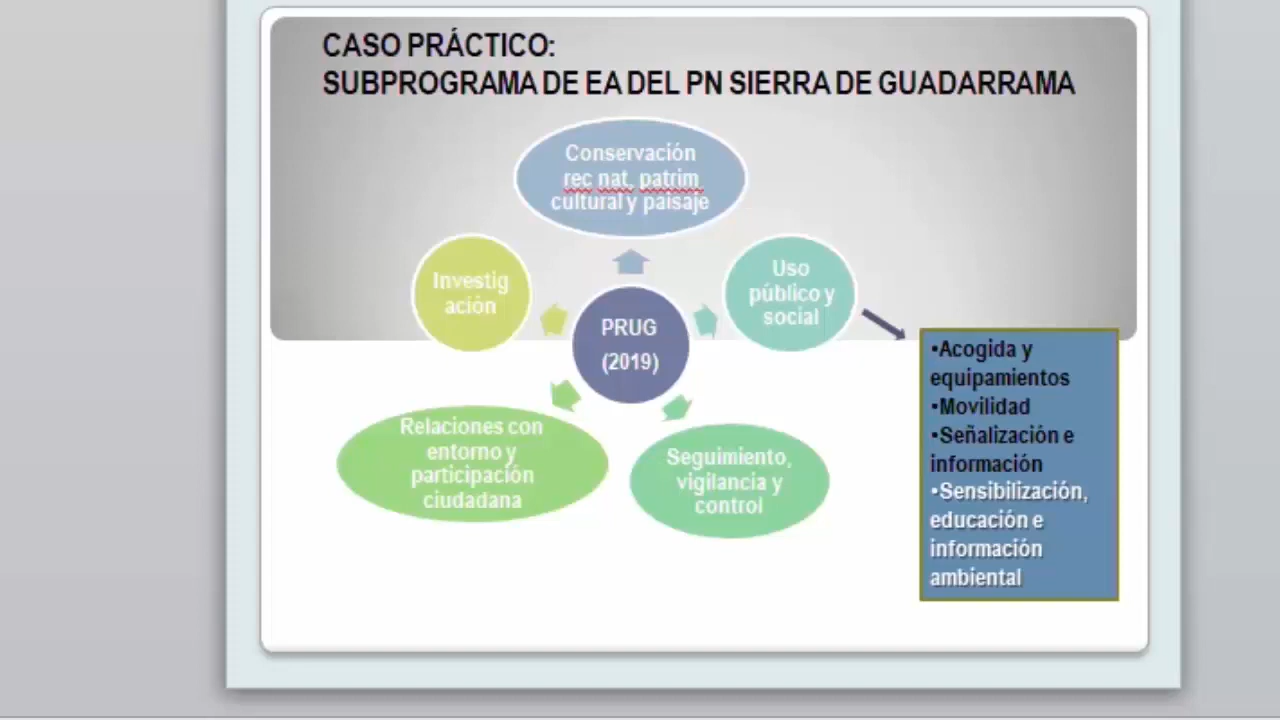 CASO PRÁCTICO:
SUBPROGRAMA DE EA DEL PN SIERRA DE GUADARRAMA
Conservación
rec nat, patrim
cultural y paisaje
Investig
ación
Uso
público y
social
PRUG
(2019)
Relaciones con
entorno y
participación
ciudadana
Seguimiento,
vigilancia y
control
•Acogida y
equipamientos
•Movilidad
•Señalización e
información
•Sensibilización,
educación e
información
ambiental